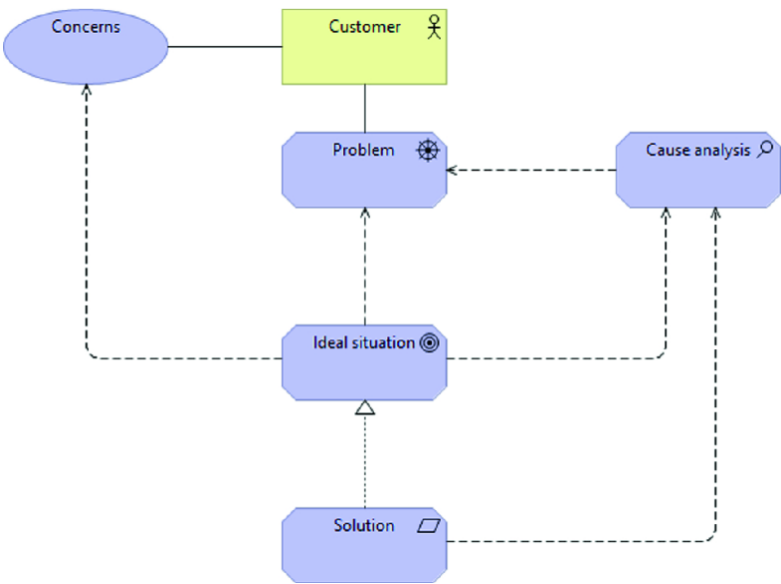 Concerns
Customer
Problem
Cause analysis
Ideal situation
Solution